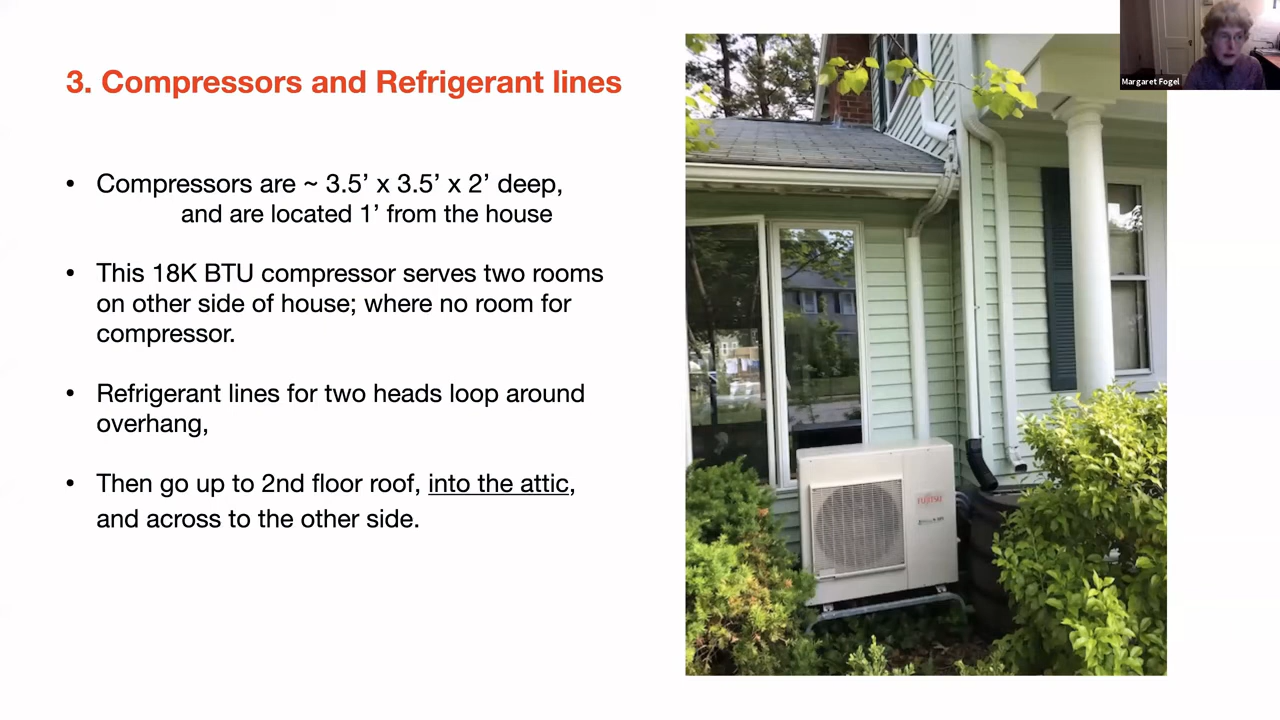 3. Compressors and Refrigerant lines
Margaret Fogel
• Compressors are ~ 3.5’ x 3.5’ x 2’ deep,
and are located 1’ from the house
• This 18K BTU compressor serves two rooms
on other side of house; where no room for
compressor.
• Refrigerant lines for two heads loop around
overhang,
• Then go up to 2nd floor roof, into the attic,
and across to the other side.
FUJITSU